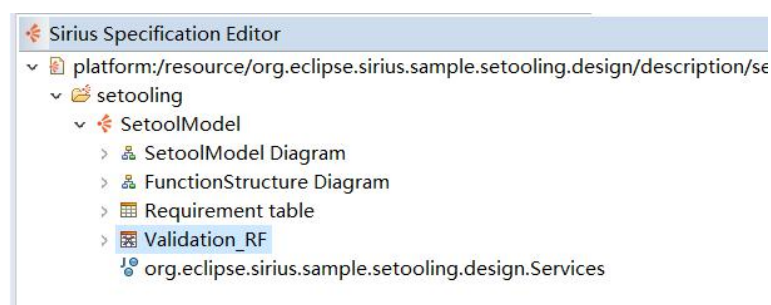 Sirius Specification Editor
platform:/resource/org.eclipse.sirius.sample.setooling.design/description/se
setooling
SetoolModel
SetoolModel Diagram
FunctionStructure Diagram
Requirement table
Validation_RF
org.eclipse.sirius.sample.setooling.design.Services